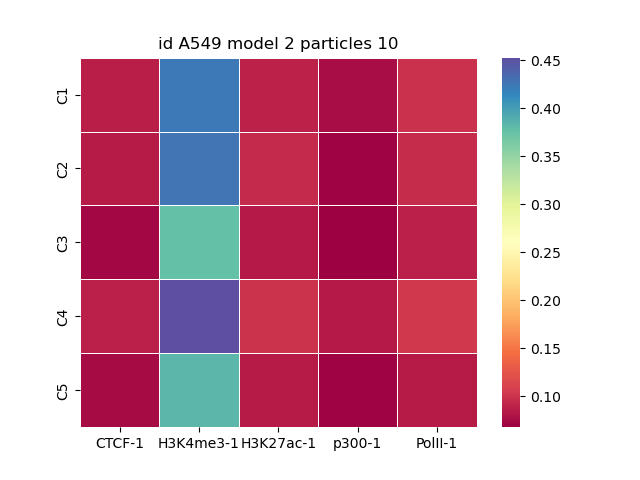 id A549 model 2 particles 10
C1
C2
C3
C4
C5
CTCF-1 H3K4me3-1 H3K27ac-1 p300-1 PolII-1
0.45
0.40
0.35
0.30
0.25
0.20
0.15
0.10